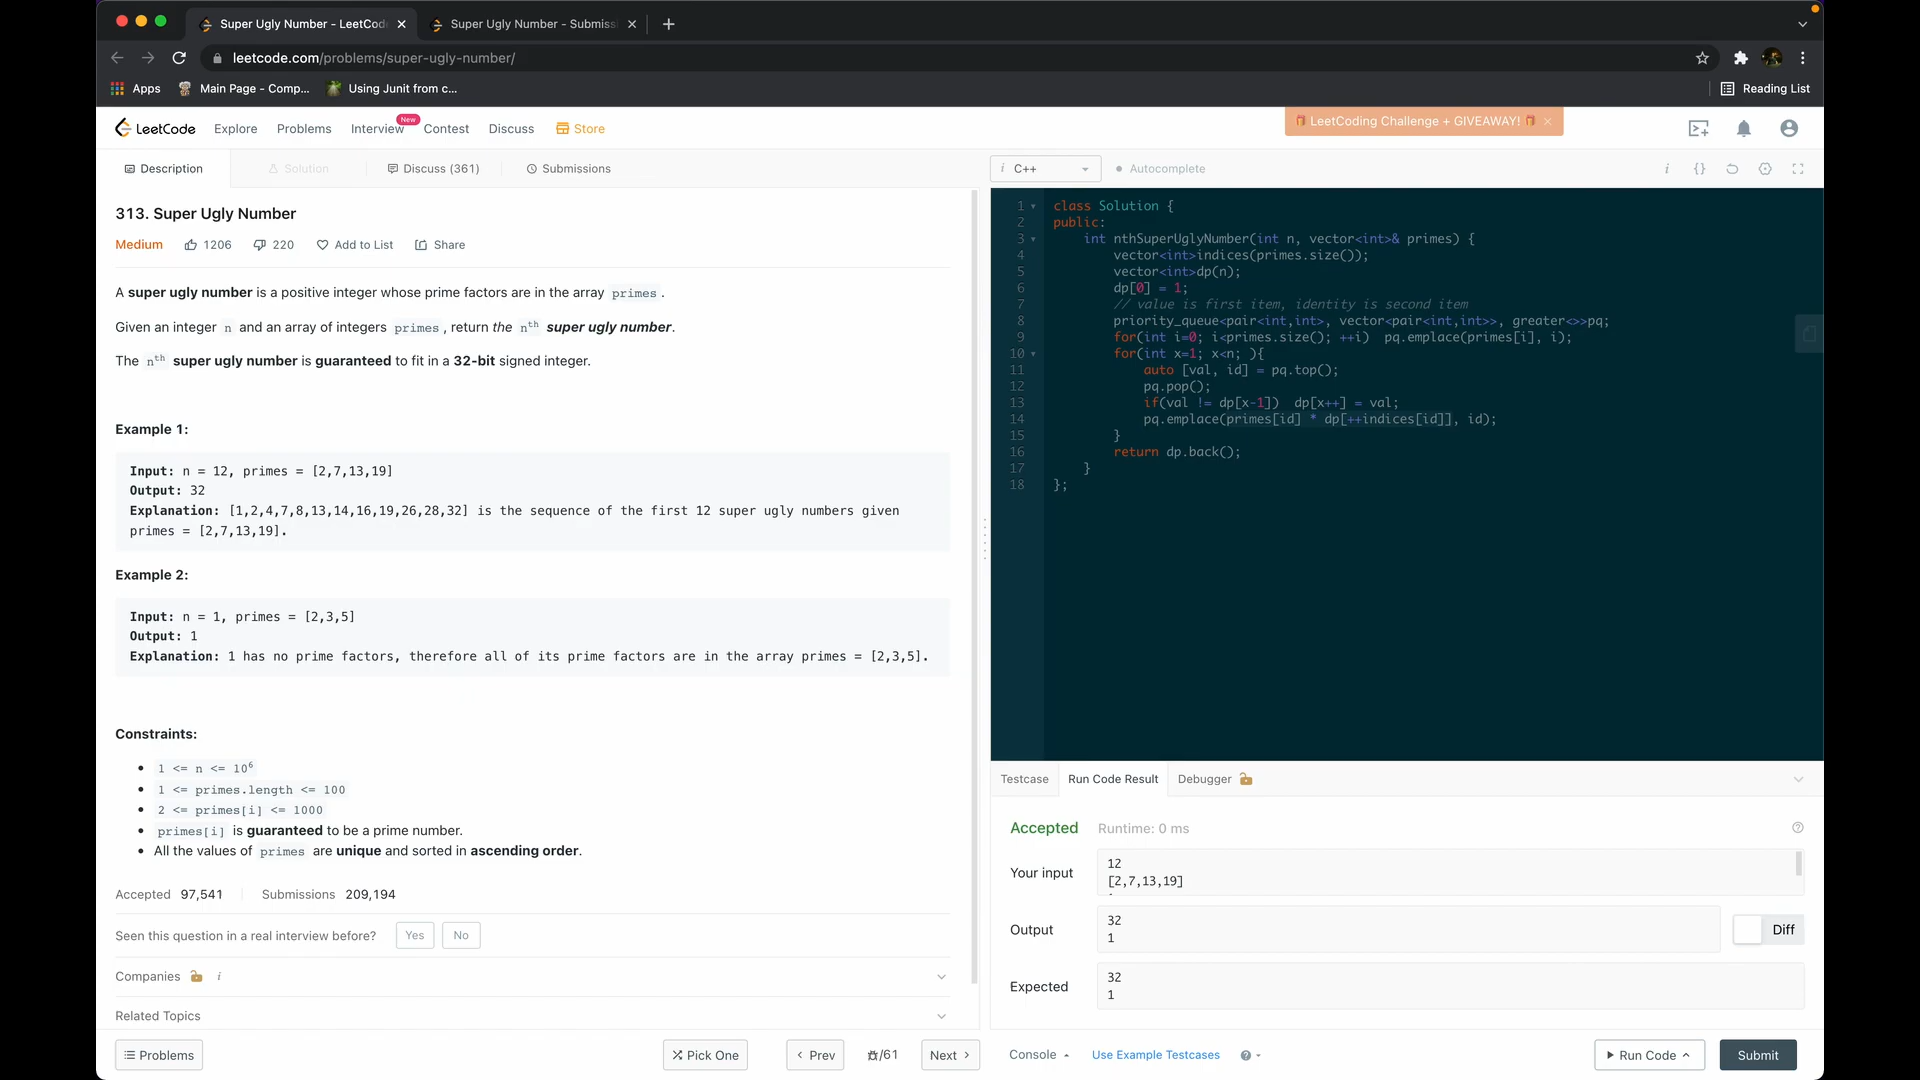 Super Ugly Number - LeetCod
Super Ugly Number - Submiss
leetcode.com/problems/super-ugly-number/
Apps
Main Page - Comp...
Using Junit from c...
Reading List
LeetCode
Explore
Problems
Interview
New
Contest
Discuss
Store
LeetCoding Challenge + GIVEAWAY!
Description
Solution
Discuss (361)
Submissions
313. Super Ugly Number
Medium
1206
220
Add to List
Share
A super ugly number is a positive integer whose prime factors are in the array primes.
Given an integer n and an array of integers primes, return the nth super ugly number.
The nth super ugly number is guaranteed to fit in a 32-bit signed integer.
Example 1:
Input: n = 12, primes = [2,7,13,19]
Output: 32
Explanation: [1,2,4,7,8,13,14,16,19,26,28,32] is the sequence of the first 12 super ugly numbers given
primes = [2,7,13,19].
Example 2:
Input: n = 1, primes = [2,3,5]
Output: 1
Explanation: 1 has no prime factors, therefore all of its prime factors are in the array primes = [2,3,5].
Constraints:
1 <= n <= 10⁶
1 <= primes.length <= 100
2 <= primes[i] <= 1000
primes[i] is guaranteed to be a prime number.
All the values of primes are unique and sorted in ascending order.
Accepted 97,541
Submissions 209,194
Seen this question in a real interview before?
Yes
No
Companies
i
Related Topics
Problems
Pick One
Prev
/61
Next
i C++
Autocomplete
i {}
1 class Solution {
2 public:
3 int nthSuperUglyNumber(int n, vector<int>& primes) {
4 vector<int>indices(primes.size());
5 vector<int>dp(n);
6 dp[0] = 1;
7 // value is first item, identity is second item
8 priority_queue<pair<int,int>, vector<pair<int,int>>, greater<>>pq;
9 for(int i=0; i<primes.size(); ++i) pq.emplace(primes[i], i);
10 for(int x=1; x<n; ){
11 auto [val, id] = pq.top();
12 pq.pop();
13 if(val != dp[x-1]) dp[x++] = val;
14 pq.emplace(primes[id] * dp[++indices[id]], id);
15 }
16 return dp.back();
17 }
18 };
Testcase
Run Code Result
Debugger
Accepted
Runtime: 0 ms
Your input
12
[2,7,13,19]
Output
32
1
Diff
Expected
32
1
Console
Use Example Testcases
Run Code
Submit